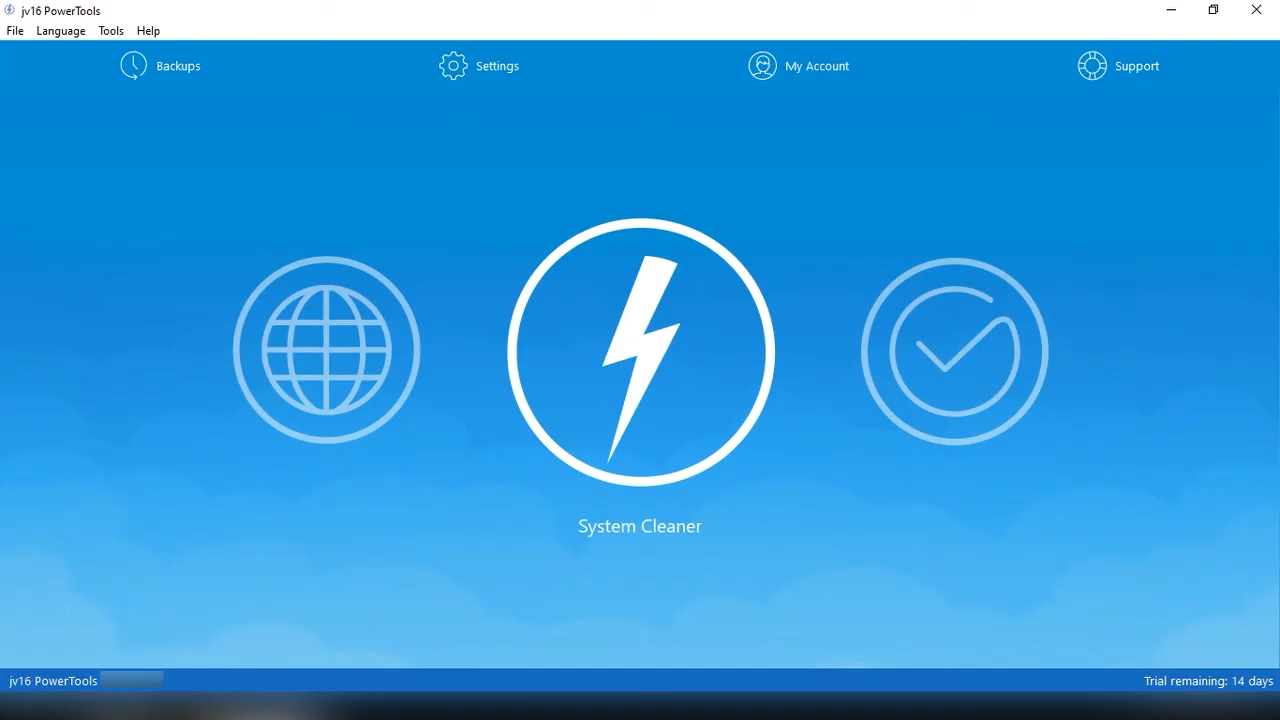 jv16 PowerTools
File Language Tools Help
Backups Settings My Account Support
System Cleaner
jv16 PowerTools Trial remaining: 14 days